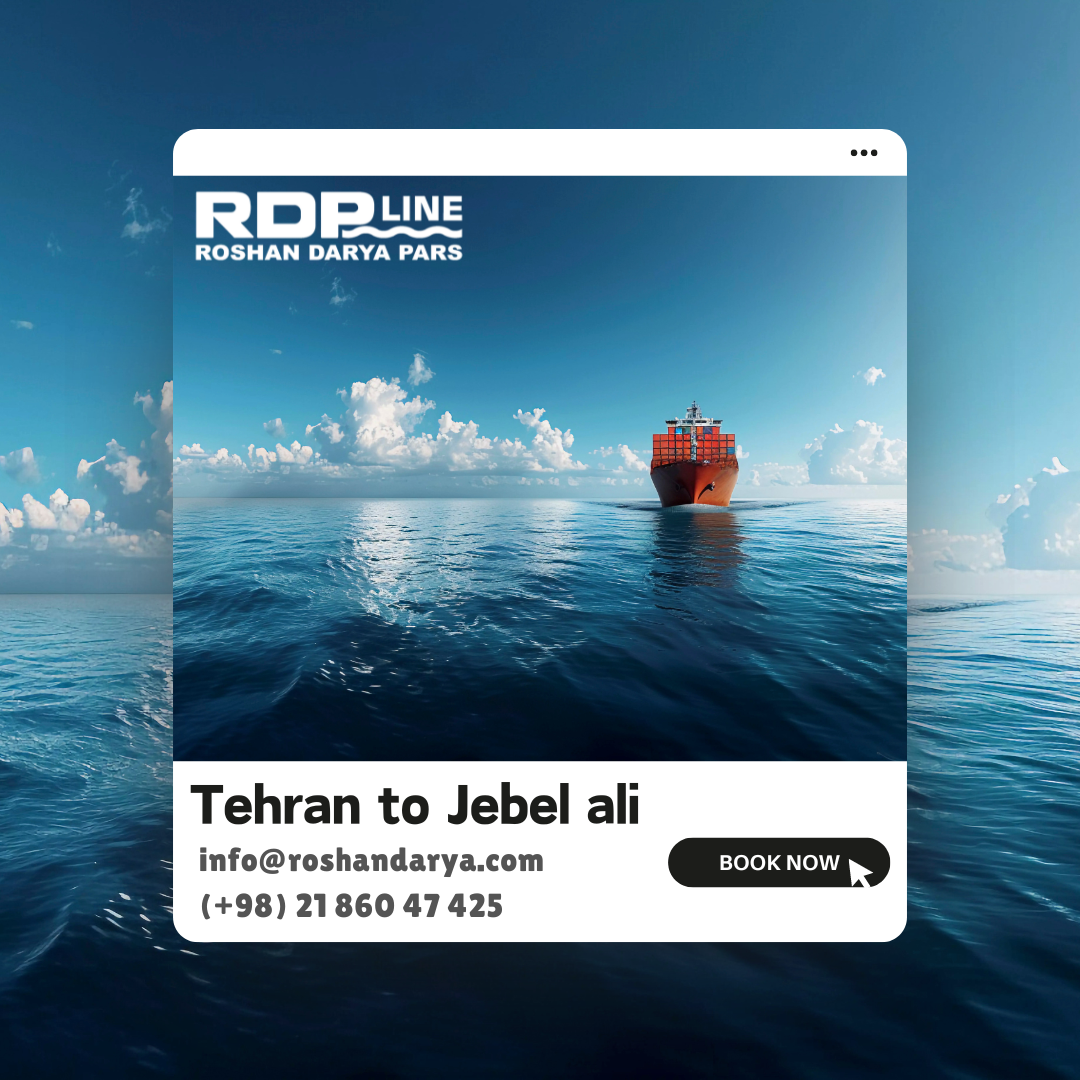 RDP LINE
ROSHAN DARYA PARS
Tehran to Jebel ali
info@roshandarya.com
BOOK NOW
(+98) 21 860 47 425